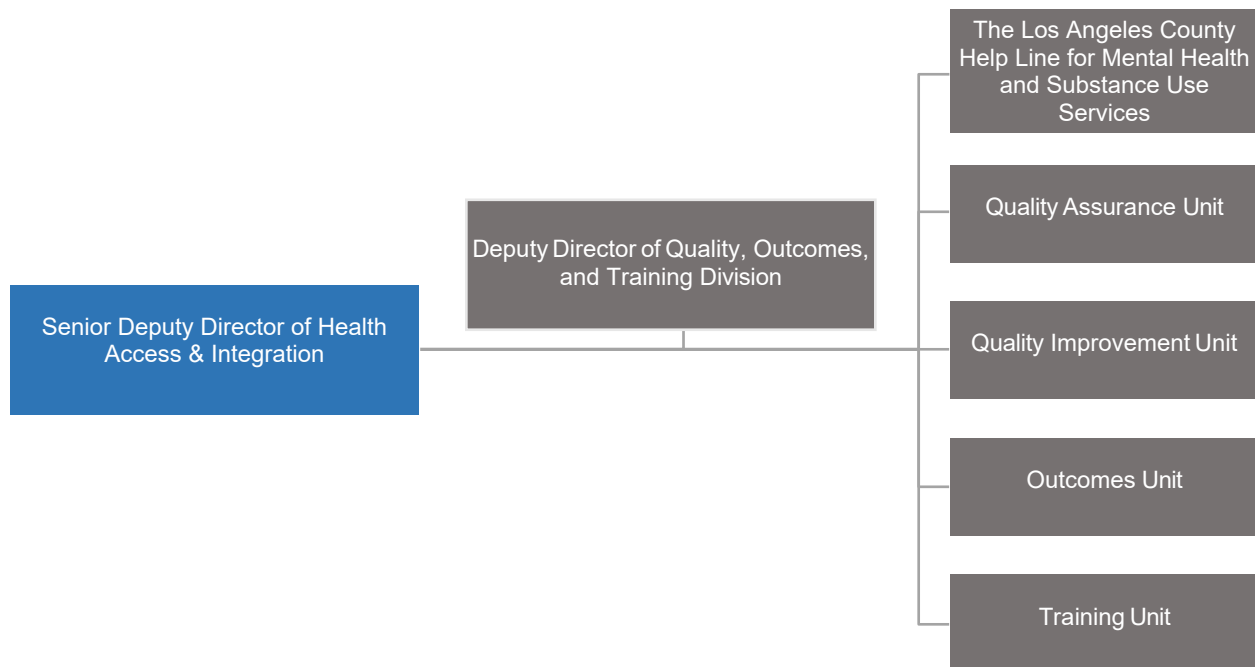 Senior Deputy Director of Health
Access & Integration
Deputy Director of Quality, Outcomes,
and Training Division
The Los Angeles County
Help Line for Mental Health
and Substance Use
Services
Quality Assurance Unit
Quality Improvement Unit
Outcomes Unit
Training Unit